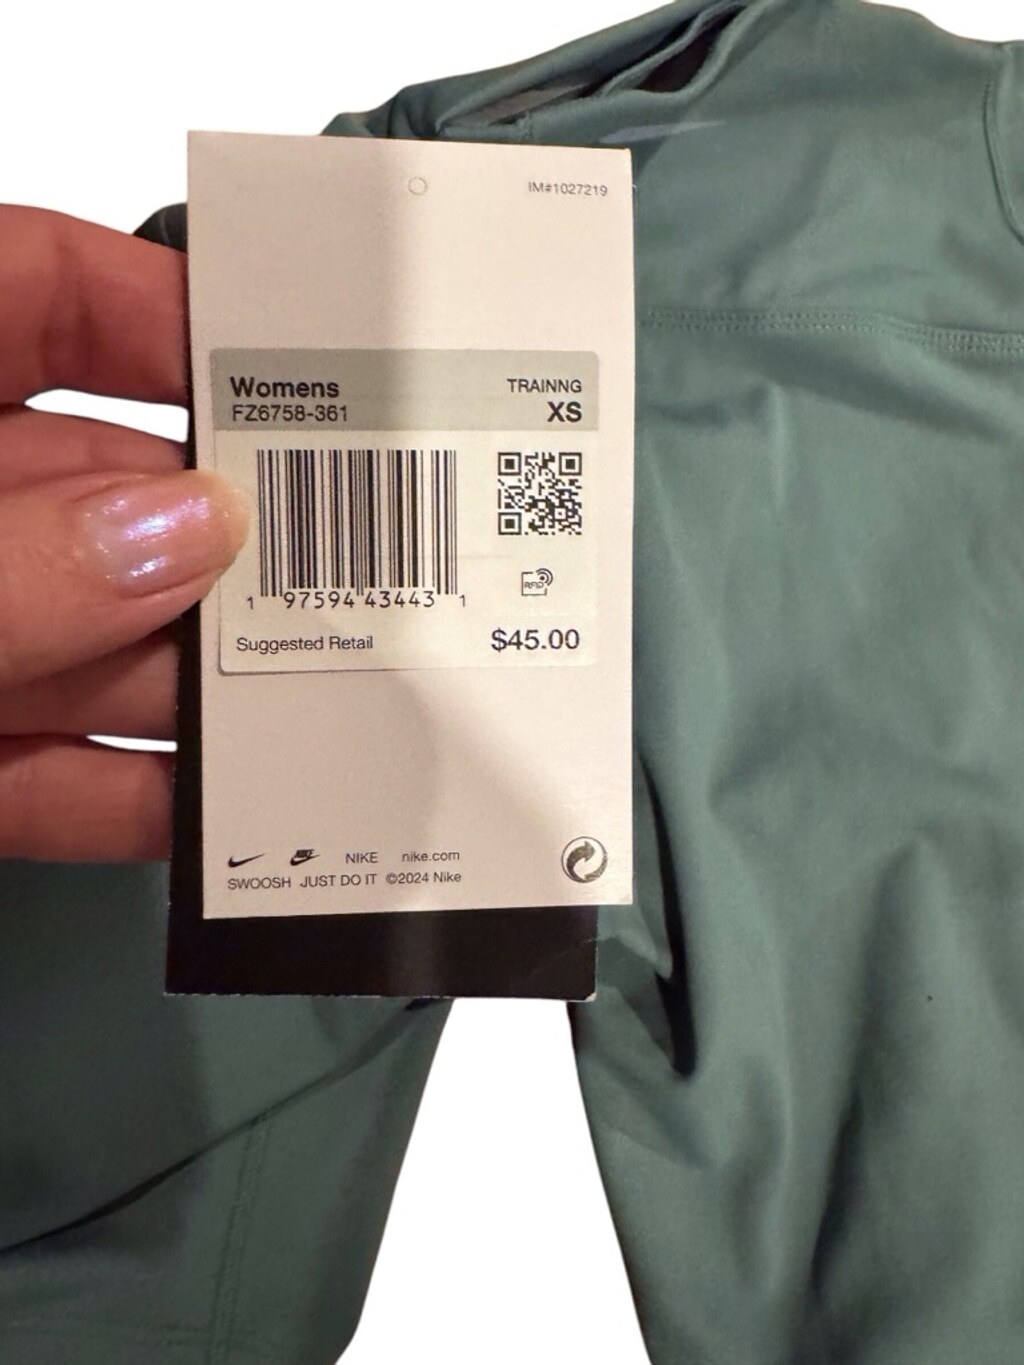 IM#1027219
Womens TRAINNG
FZ6758-361 XS
RFID
1 97594 43443 1
Suggested Retail $45.00
NIKE NIKE nike.com
SWOOSH JUST DO IT ©2024 Nike